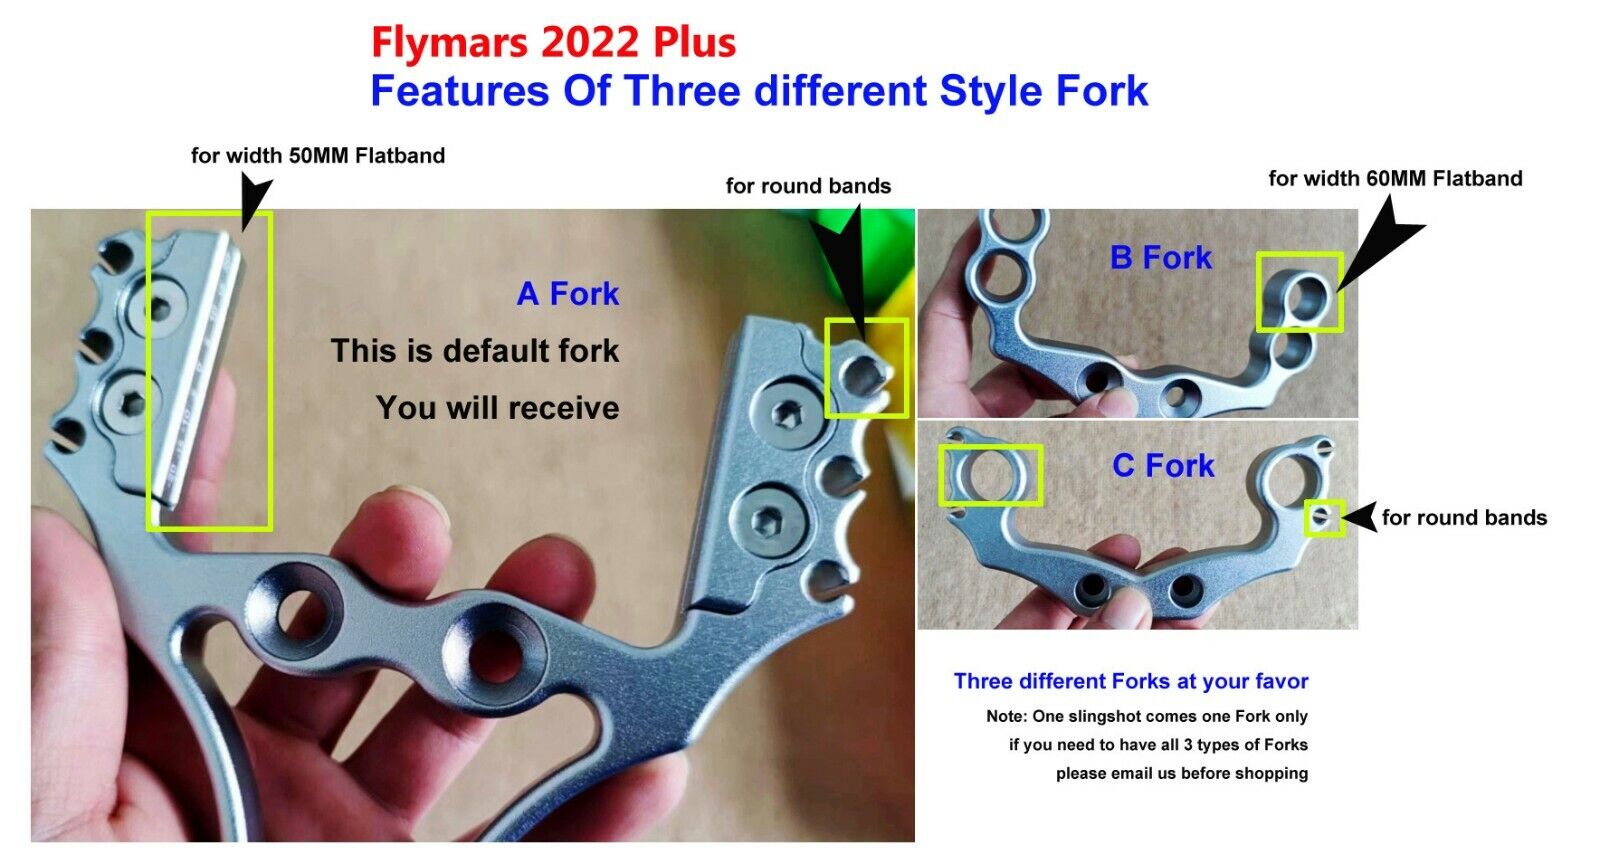 Flymars 2022 Plus
Features Of Three different Style Fork
for width 50MM Flatband
for round bands
for width 60MM Flatband
A Fork
This is default fork
You will receive
B Fork
C Fork
for round bands
Three different Forks at your favor
Note: One slingshot comes one Fork only
if you need to have all 3 types of Forks
please email us before shopping